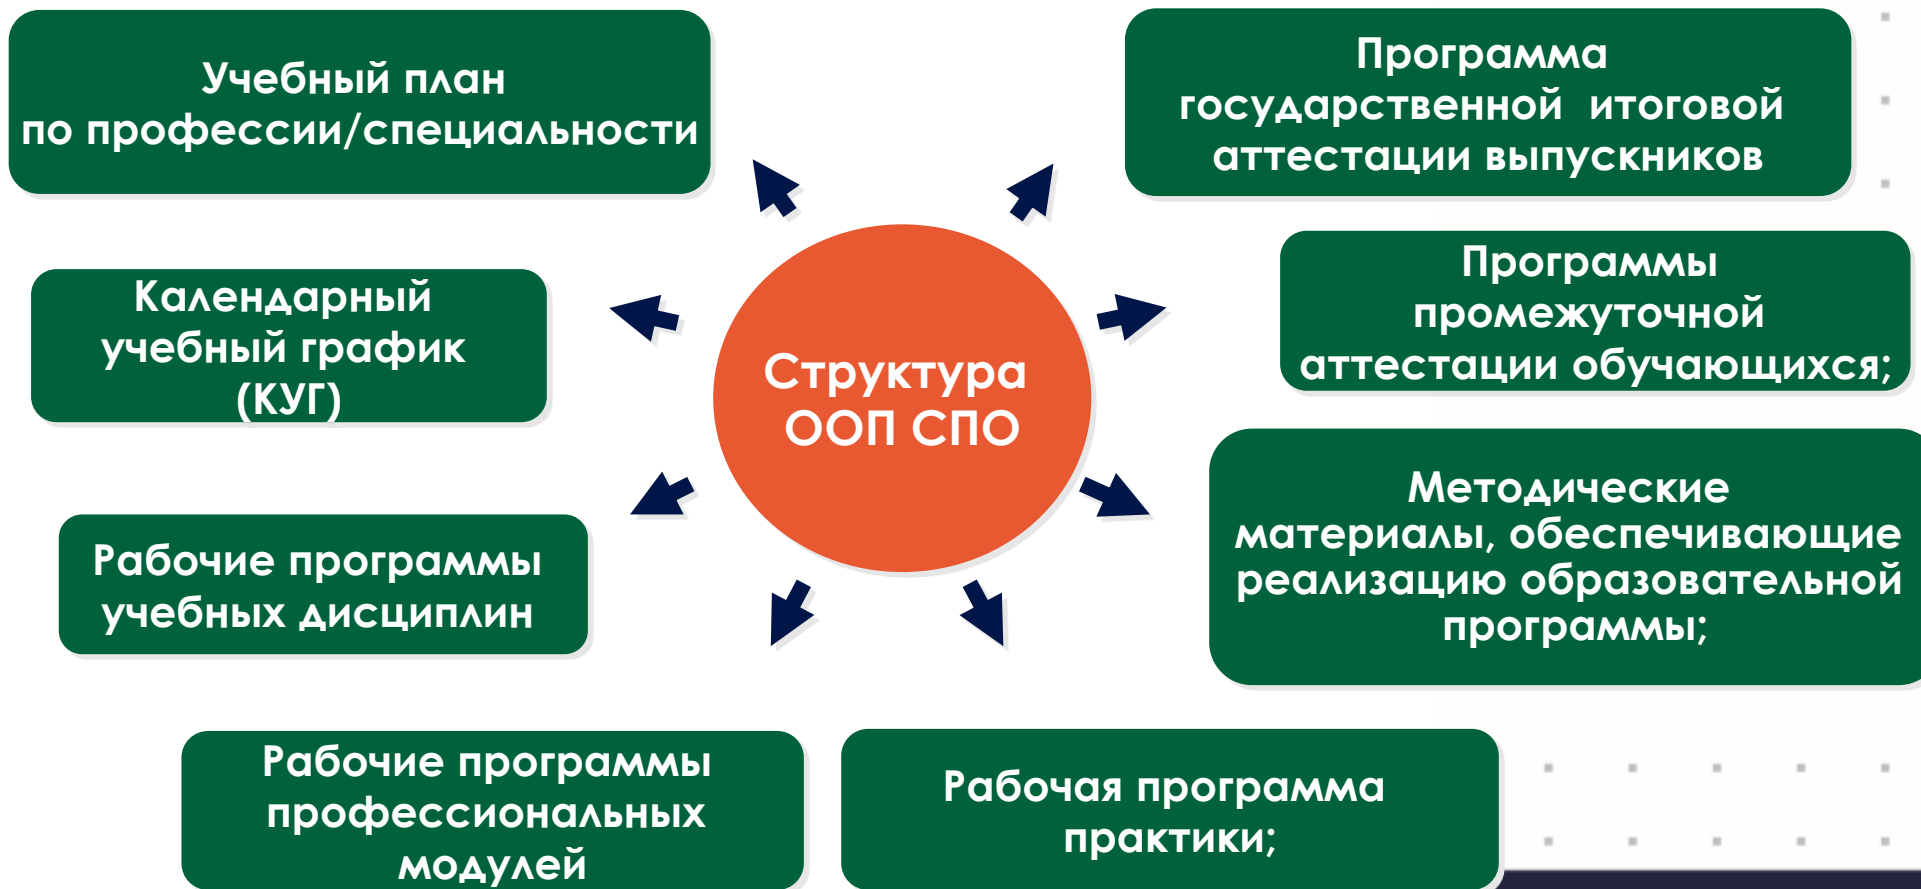 Учебный план
по профессии/специальности
Программа
государственной итоговой
аттестации выпускников
Календарный
учебный график
(КУГ)
Программы
промежуточной
аттестации обучающихся;
Структура
ООП СПО
Рабочие программы
учебных дисциплин
Методические
материалы, обеспечивающие
реализацию образовательной
программы;
Рабочие программы
профессиональных
модулей
Рабочая программа
практики;